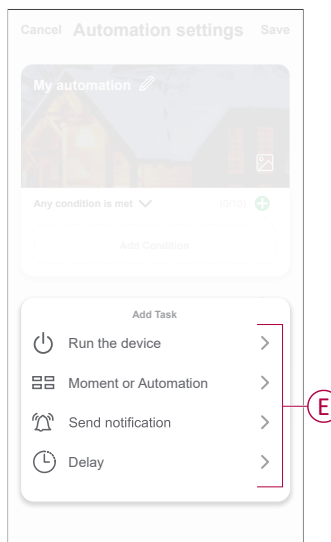 Cancel Automation settings Save
My automation
Any condition is met (0/10)
Add Condition
Add Task
Run the device
Moment or Automation
Send notification
Delay
E